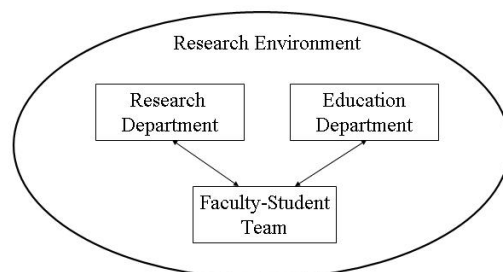 Research Environment
Research
Department
Education
Department
Faculty-Student
Team